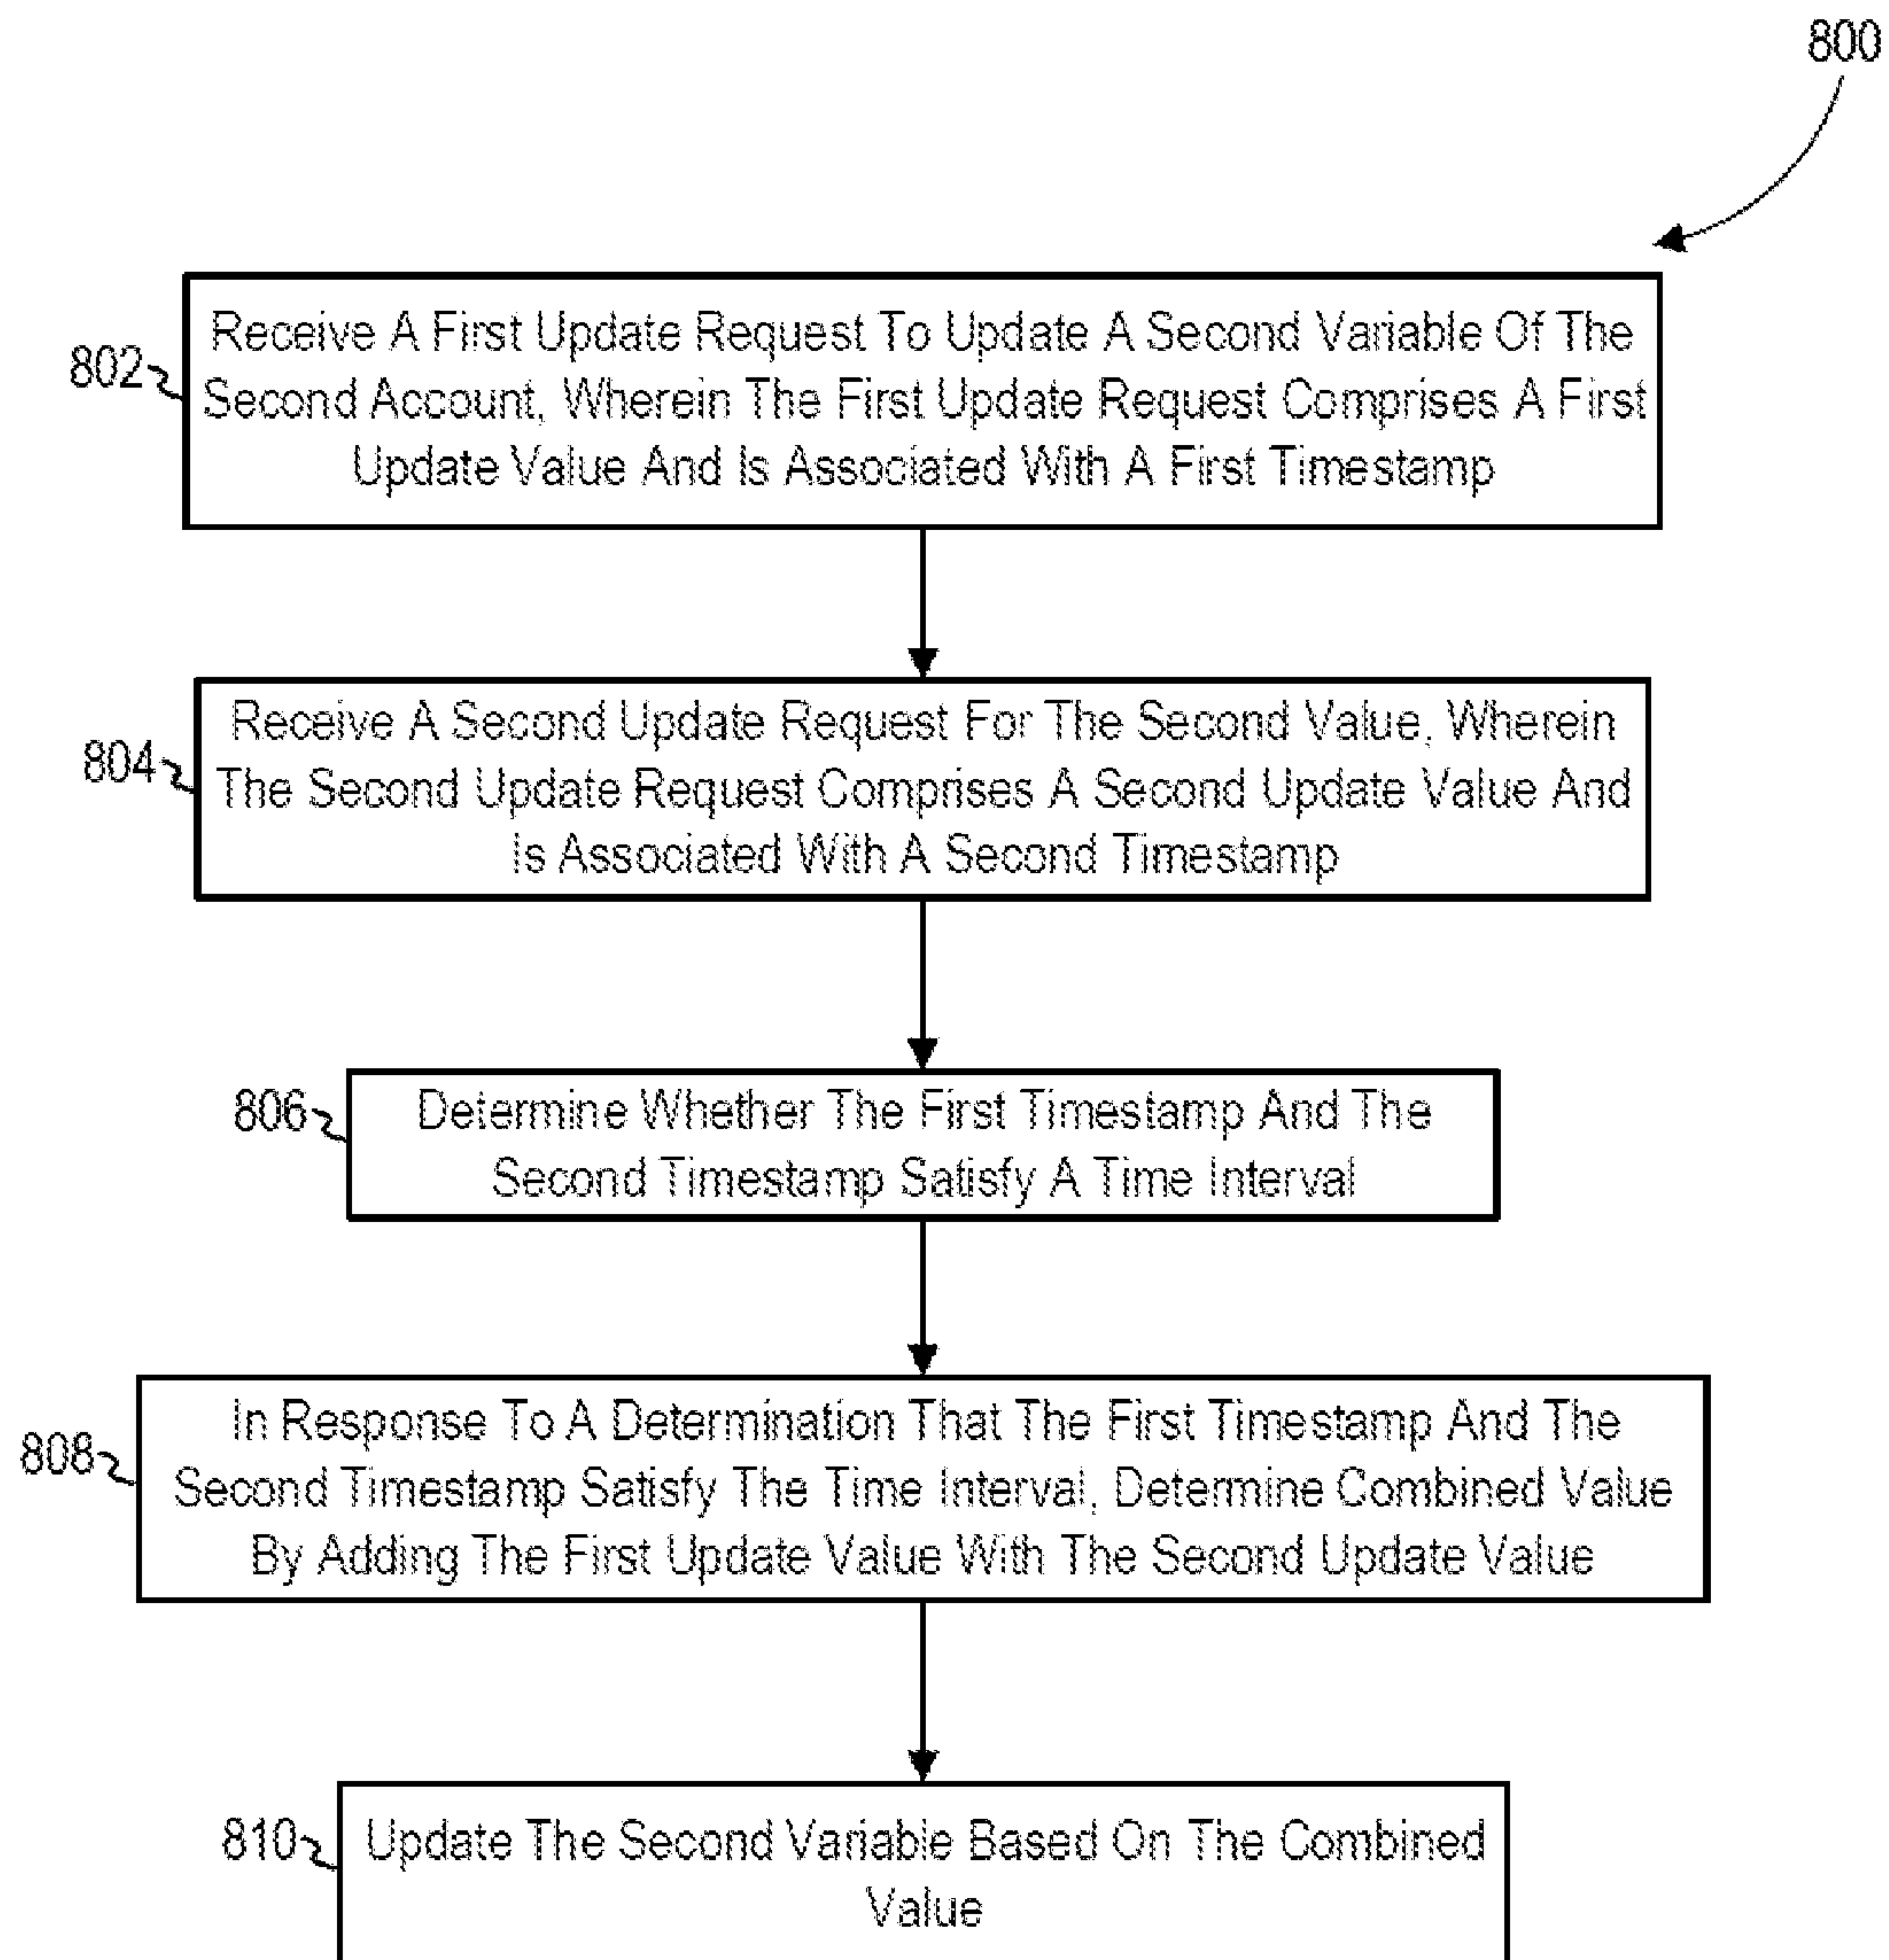 800
802
Receive A First Update Request To Update A Second Variable Of The
Second Account, Wherein The First Update Request Comprises A First
Update Value And Is Associated With A First Timestamp
804
Receive A Second Update Request For The Second Value, Wherein
The Second Update Request Comprises A Second Update Value And
Is Associated With A Second Timestamp
806
Determine Whether The First Timestamp And The
Second Timestamp Satisfy A Time Interval
808
In Response To A Determination That The First Timestamp And The
Second Timestamp Satisfy The Time Interval, Determine Combined Value
By Adding The First Update Value With The Second Update Value
810
Update The Second Variable Based On The Combined
Value